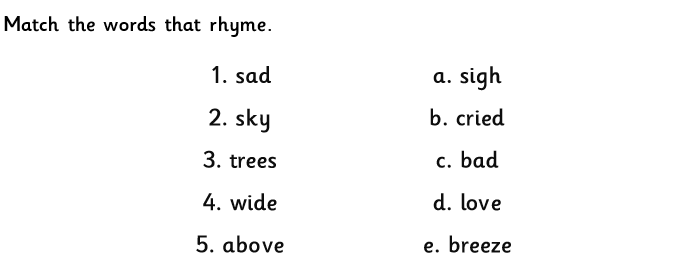 Match the words that rhyme.
1. sad a. sigh
2. sky b. cried
3. trees c. bad
4. wide d. love
5. above e. breeze